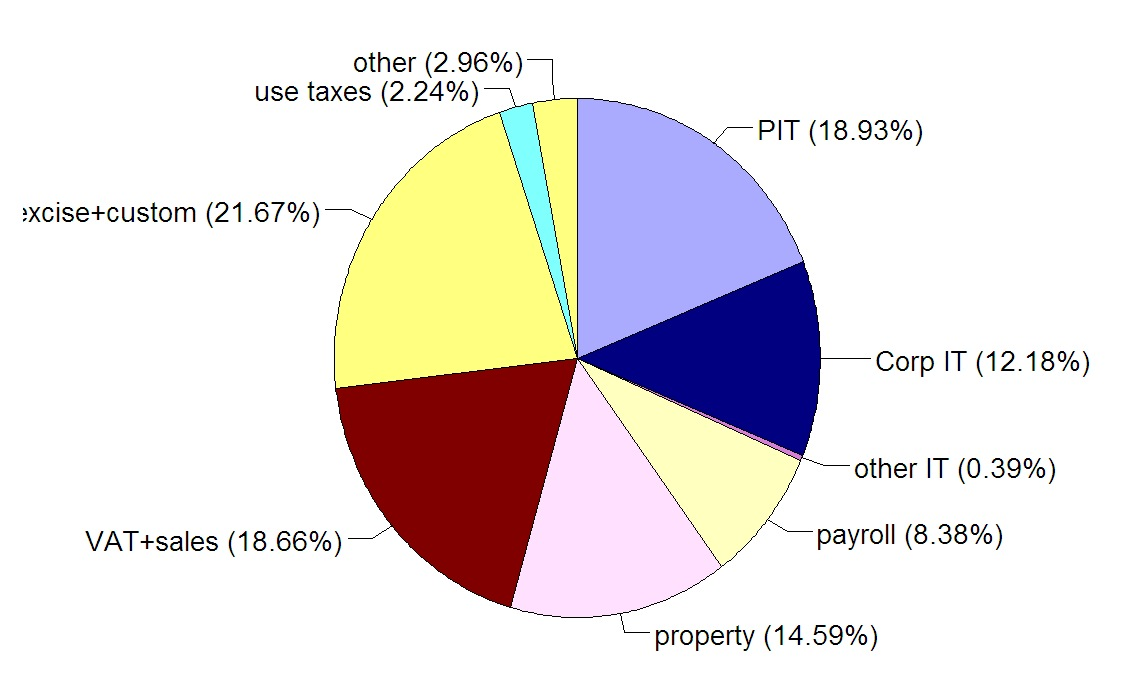 other (2.96%)
use taxes (2.24%)
PIT (18.93%)
excise+custom (21.67%)
Corp IT (12.18%)
other IT (0.39%)
payroll (8.38%)
VAT+sales (18.66%)
property (14.59%)